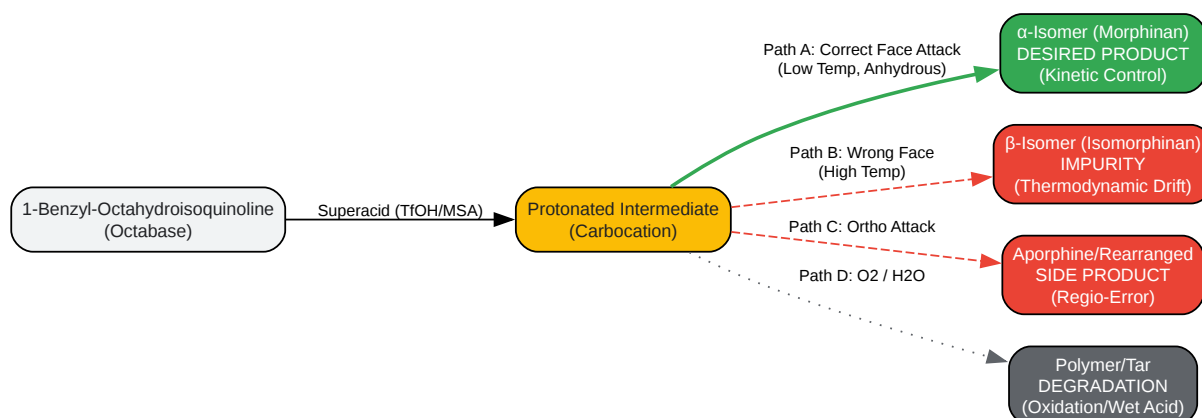 1-Benzyl-Octahydroisoquinoline
(Octabase)
Superacid (TfOH/MSA)
Protonated Intermediate
(Carbocation)
Path A: Correct Face Attack
(Low Temp, Anhydrous)
α-Isomer (Morphinan)
DESIRED PRODUCT
(Kinetic Control)
Path B: Wrong Face
(High Temp)
β-Isomer (Isomorphinan)
IMPURITY
(Thermodynamic Drift)
Path C: Ortho Attack
Aporphine/Rearranged
SIDE PRODUCT
(Regio-Error)
Path D: O2 / H2O
Polymer/Tar
DEGRADATION
(Oxidation/Wet Acid)